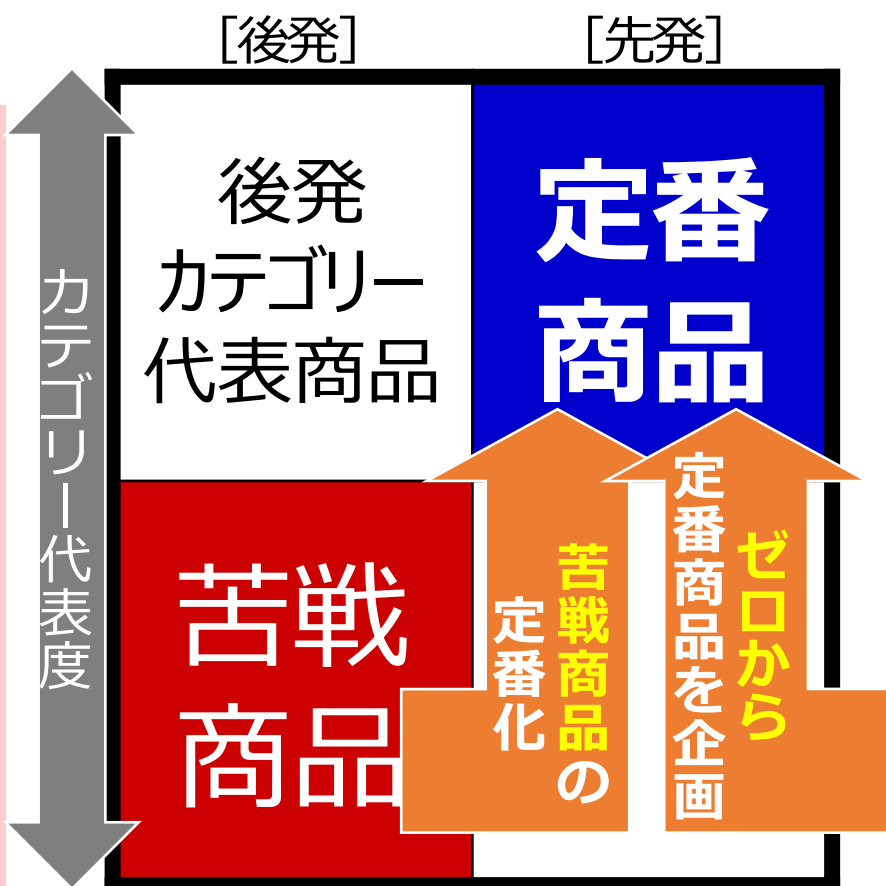 ［後発］
［先発］
カテゴリー代表度
後発
カテゴリー
代表商品
定番
商品
苦戦
商品
苦戦商品の
定番化
ゼロから
定番商品を企画